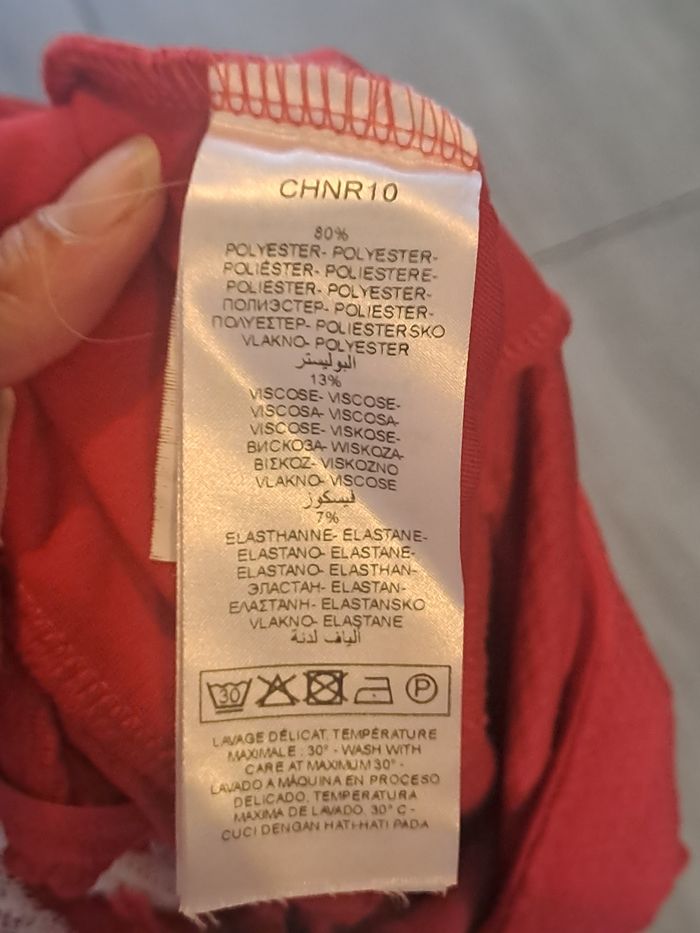 CHNR10
80%
POLYESTER- POLYESTER-
POLIÉSTER- POLIESTERE-
POLIESTER- POLYESTER-
ПОЛИЭСТЕР- POLIESTER-
ΠΟΛΥΕΣΤΕΡ- POLIESTERSKO
VLAKNO- POLYESTER
البوليستر
13%
VISCOSE- VISCOSE-
VISCOSA- VISCOSA-
VISCOSE- VISKOSE-
ВИСКОЗА- WISKOZA-
ΒΙΣΚΟΖ- VISKOZNO
VLAKNO- VISCOSE
فيسكوز
7%
ELASTHANNE- ELASTANE-
ELASTANO- ELASTANE-
ELASTANO- ELASTHAN-
ЭЛАСТАН- ELASTAN-
ΕΛΑΣΤΑΝΗ- ELASTANSKO
VLAKNO- ELASTANE
ألياف لدنة
30 P
LAVAGE DÉLICAT, TEMPÉRATURE
MAXIMALE : 30° - WASH WITH
CARE AT MAXIMUM 30° -
LAVADO A MÁQUINA EN PROCESO
DELICADO, TEMPERATURA
MAXIMA DE LAVADO, 30° C -
CUCI DENGAN HATI-HATI PADA